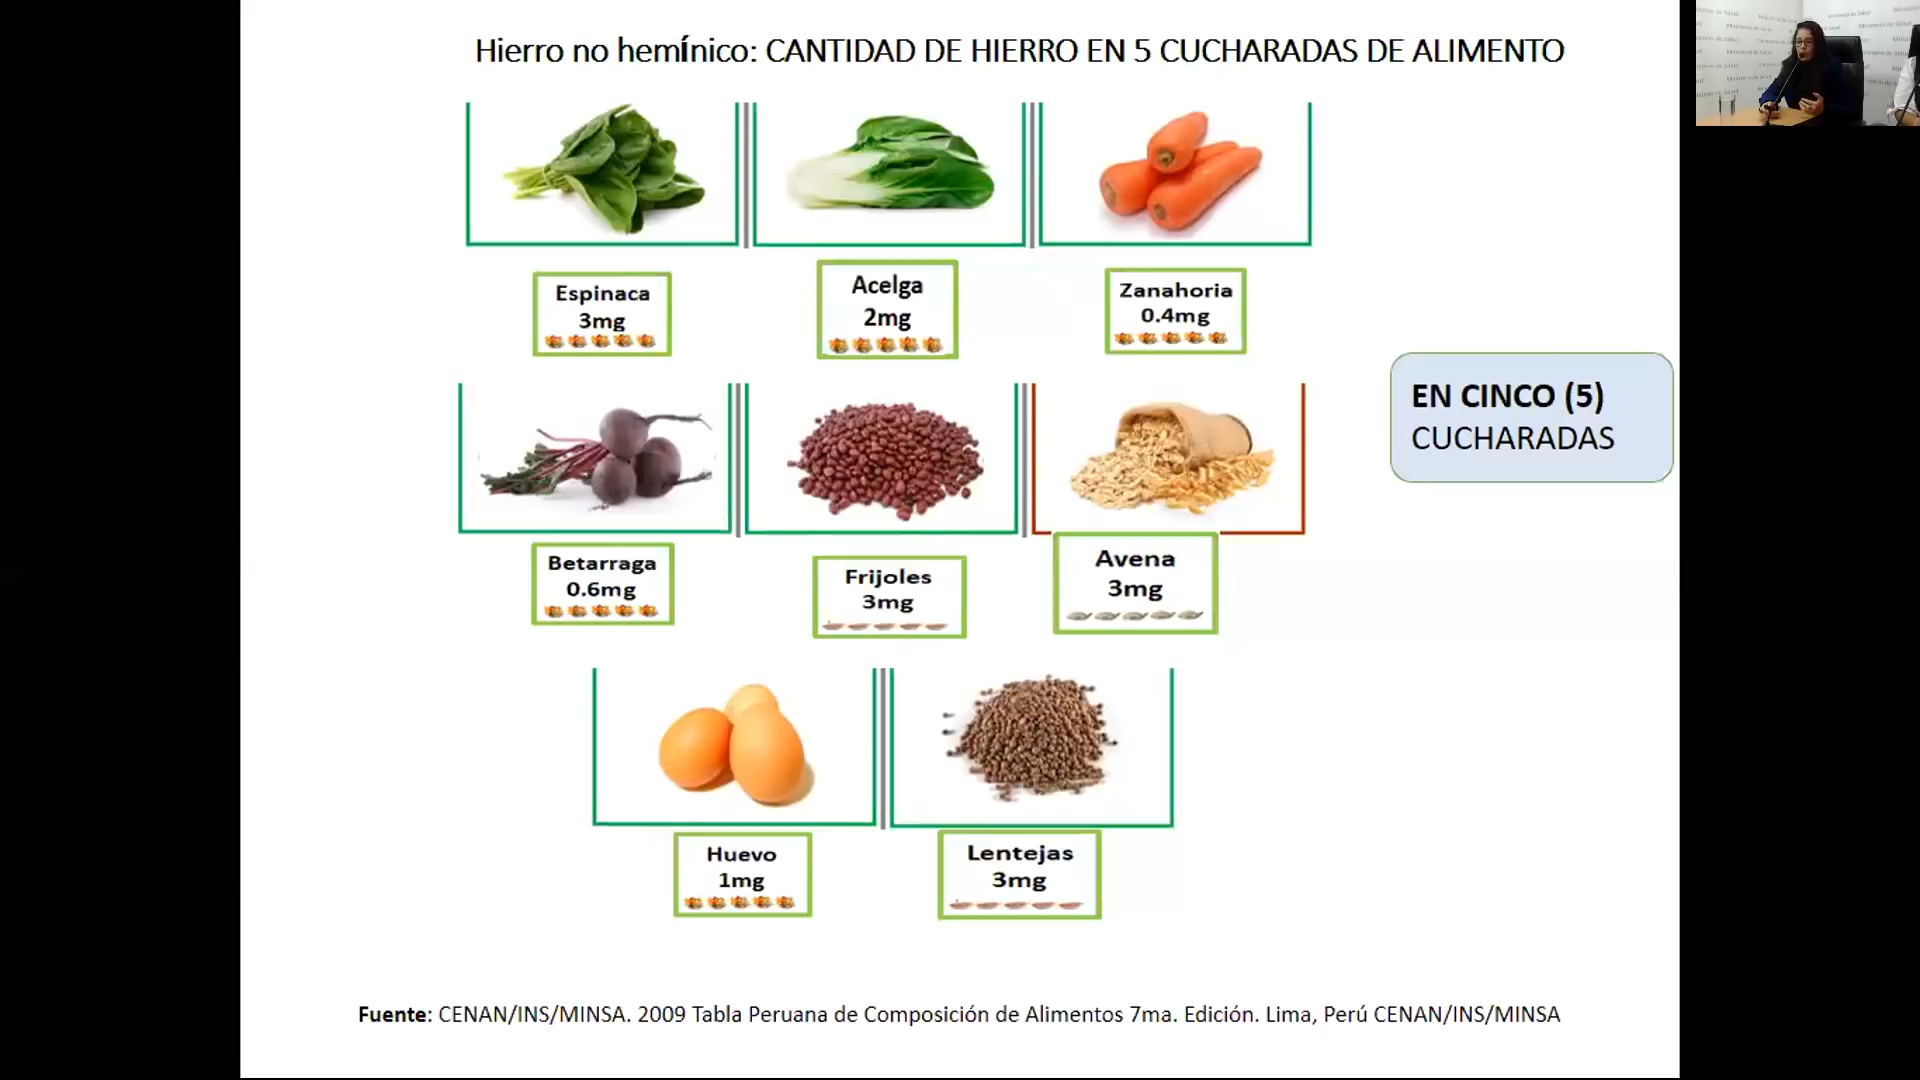 Hierro no hemínico: CANTIDAD DE HIERRO EN 5 CUCHARADAS DE ALIMENTO
Espinaca
3mg
Acelga
2mg
Zanahoria
0.4mg
EN CINCO (5)
CUCHARADAS
Betarraga
0.6mg
Frijoles
3mg
Avena
3mg
Huevo
1mg
Lentejas
3mg
Fuente: CENAN/INS/MINSA. 2009 Tabla Peruana de Composición de Alimentos 7ma. Edición. Lima, Perú CENAN/INS/MINSA